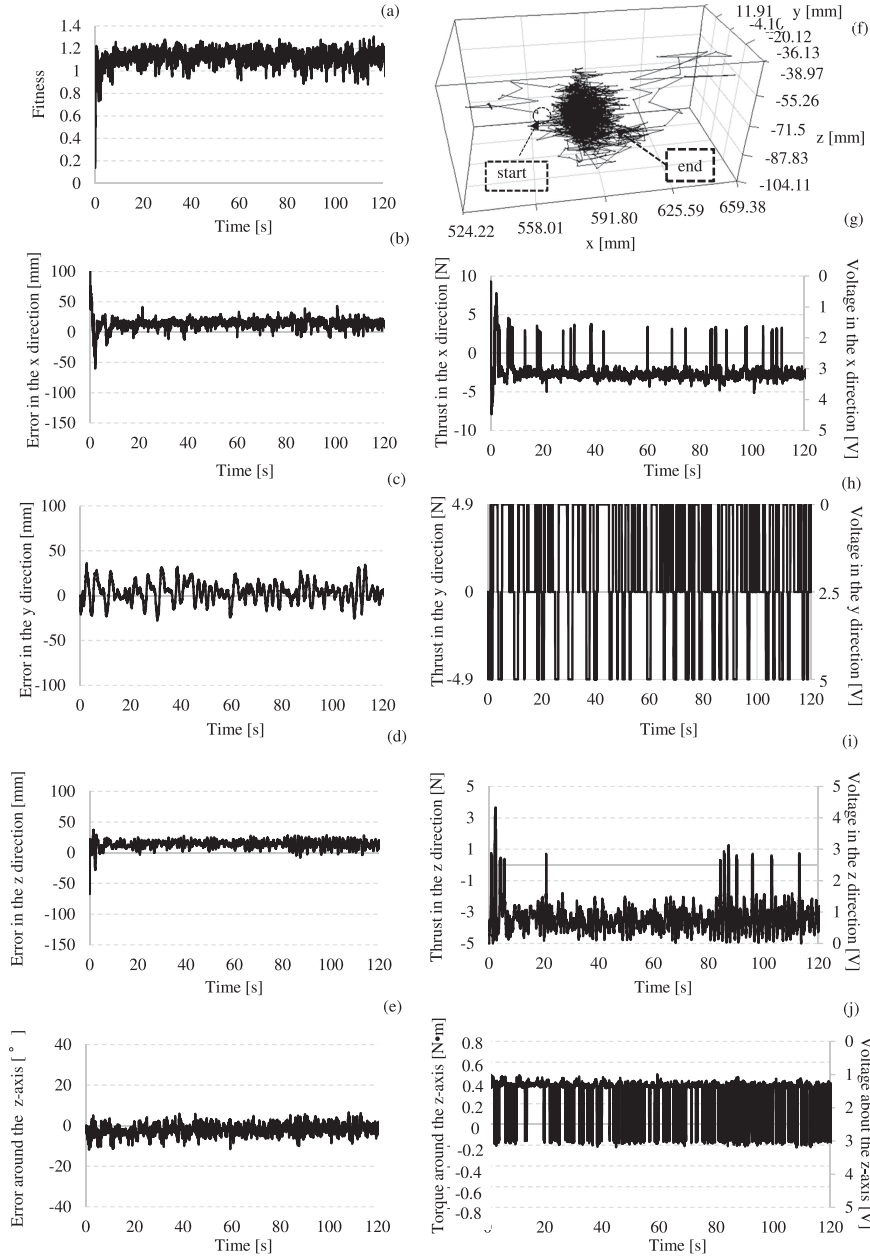 (a)
1.4
1.2
1
0.8
0.6
0.4
0.2
0
Fitness
0 20 40 60 80 100 120
Time [s]
(f)
11.91 y [mm]
-20.12
-36.13
-38.97
-55.26
-71.5
z [mm]
-87.83
-104.11
start
end
524.22 558.01 591.80 625.59 659.38
x [mm]
(b)
100
50
0
-50
-100
-150
Error in the x direction [mm]
0 20 40 60 80 100 120
Time [s]
(g)
10
5
0
-5
-10
Thrust in the x direction [N]
0
1
2
3
4
5
Voltage in the x direction [V]
0 20 40 60 80 100 120
Time [s]
(c)
100
50
0
-50
-100
Error in the y direction [mm]
0 20 40 60 80 100 120
Time [s]
(h)
4.9
0
-4.9
Thrust in the y direction [N]
0
2.5
5
Voltage in the y direction [V]
0 20 40 60 80 100 120
Time [s]
(d)
100
50
0
-50
-100
-150
Error in the z direction [mm]
0 20 40 60 80 100 120
Time [s]
(i)
5
3
1
-1
-3
-5
Thrust in the z direction [N]
5
4
3
2
1
0
Voltage in the z direction [V]
0 20 40 60 80 100 120
Time [s]
(e)
40
20
0
-20
-40
Error around the z-axis [ ° ]
0 20 40 60 80 100 120
Time [s]
(j)
0.8
0.6
0.4
0.2
0
-0.2
-0.4
-0.6
-0.8
Torque around the z-axis [N•m]
0
1
2
3
4
5
Voltage about the z-axis [V]
20 40 60 80 100 120
Time [s]